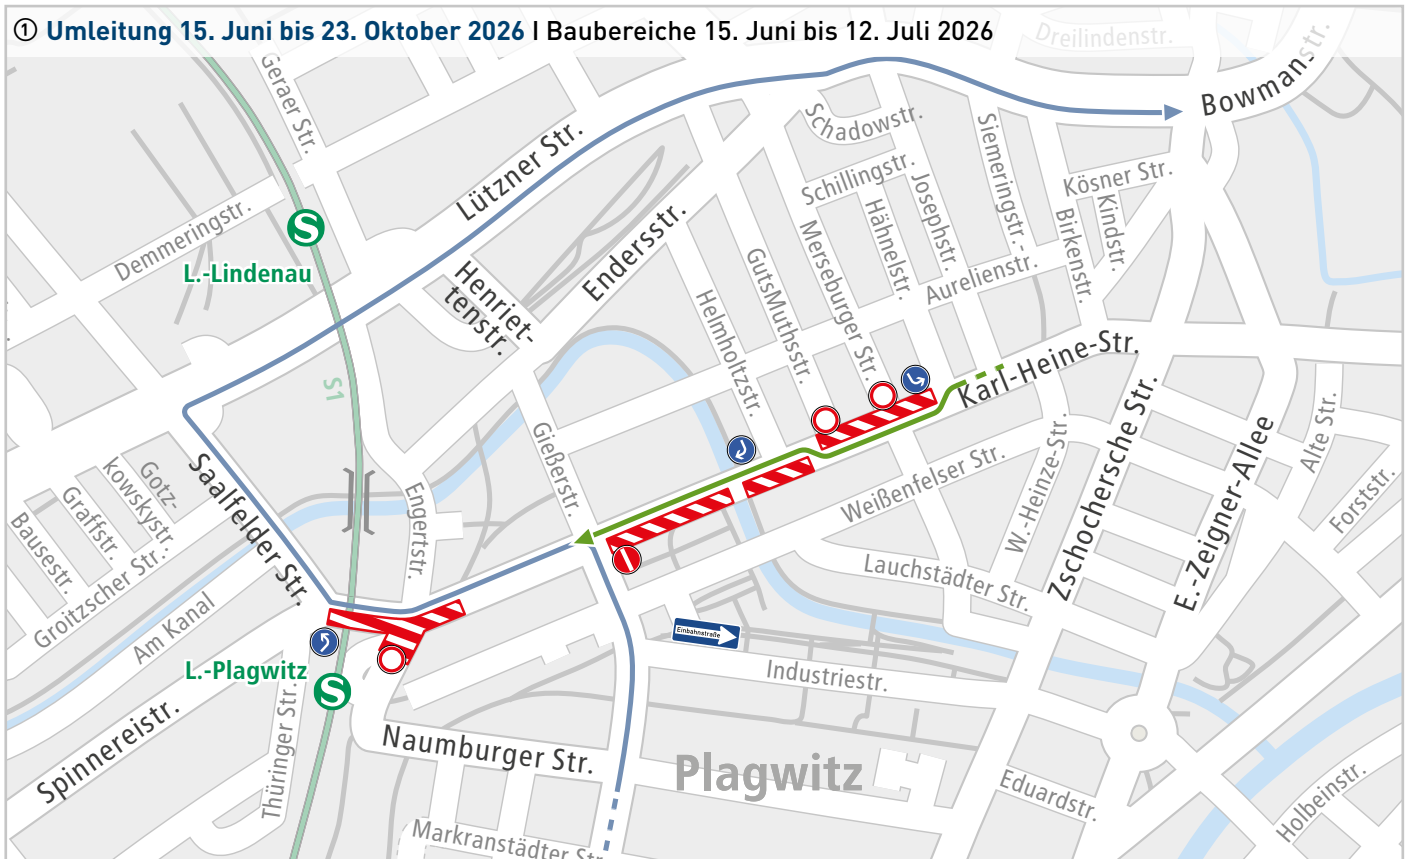 ① Umleitung 15. Juni bis 23. Oktober 2026 I Baubereiche 15. Juni bis 12. Juli 2026
Dreilindenstr.
Bowmanstr.
Geraer Str.
Lützner Str.
Schadowstr.
Siemeringstr.-
Schillingstr.
Josephstr.
Kösner Str.
Kindstr.
Birkenstr.
Hähnelstr.
Merseburger Str.
Aurelienstr.
Demmeringstr.
S
L.-Lindenau
Endersstr.
Henriet-
tenstr.
GutsMuthsstr.
Helmholtzstr.
Karl-Heine-Str.
S1
Gießerstr.
Weißenfelser Str.
W.-Heinze-Str.
Zschochersche Str.
E.-Zeigner-Allee
Alte Str.
Forststr.
Saalfelder Str.
Gotz-
kowskystr.
Graffstr.
Bausestr.
Groitzscher Str.
Engertstr.
Am Kanal
Lauchstädter Str.
Einbahnstraße
L.-Plagwitz
S
Industriestr.
Spinnereistr.
Thüringer Str.
Naumburger Str.
Plagwitz
Eduardstr.
Holbeinstr.
Markranstädter Str